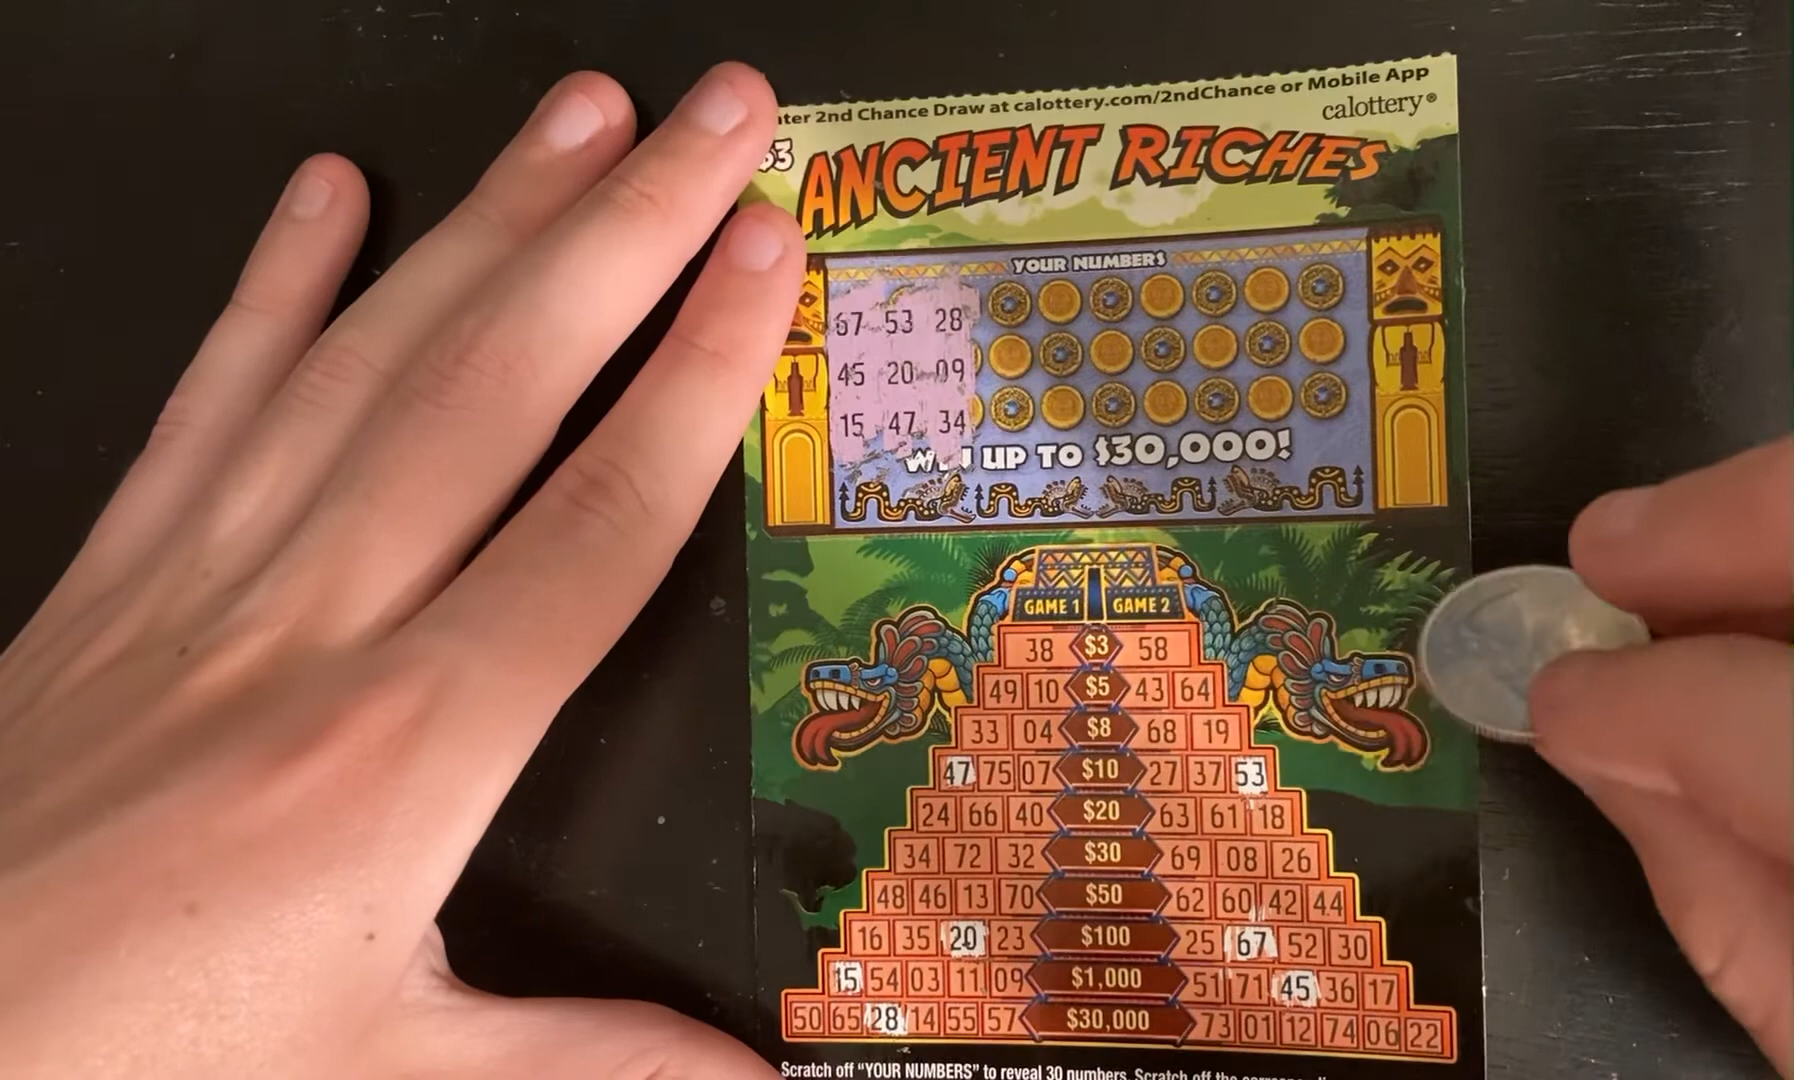 nter 2nd Chance Draw at calottery.com/2ndChance or Mobile App
calottery®
$3 ANCIENT RICHES
YOUR NUMBERS
67 53 28
45 20 09
15 47 34
UP TO $30,000!
GAME 1 GAME 2
38 $3 58
49 10 $5 43 64
33 04 $8 68 19
47 75 07 $10 27 37 53
24 66 40 $20 63 61 18
34 72 32 $30 69 08 26
48 46 13 70 $50 62 60 42 44
16 35 20 23 $100 25 67 52 30
15 54 03 11 09 $1,000 51 71 45 36 17
50 65 28 14 55 57 $30,000 73 01 12 74 06 22
Scratch off “YOUR NUMBERS” to reveal 30 numbers. Scratch off the